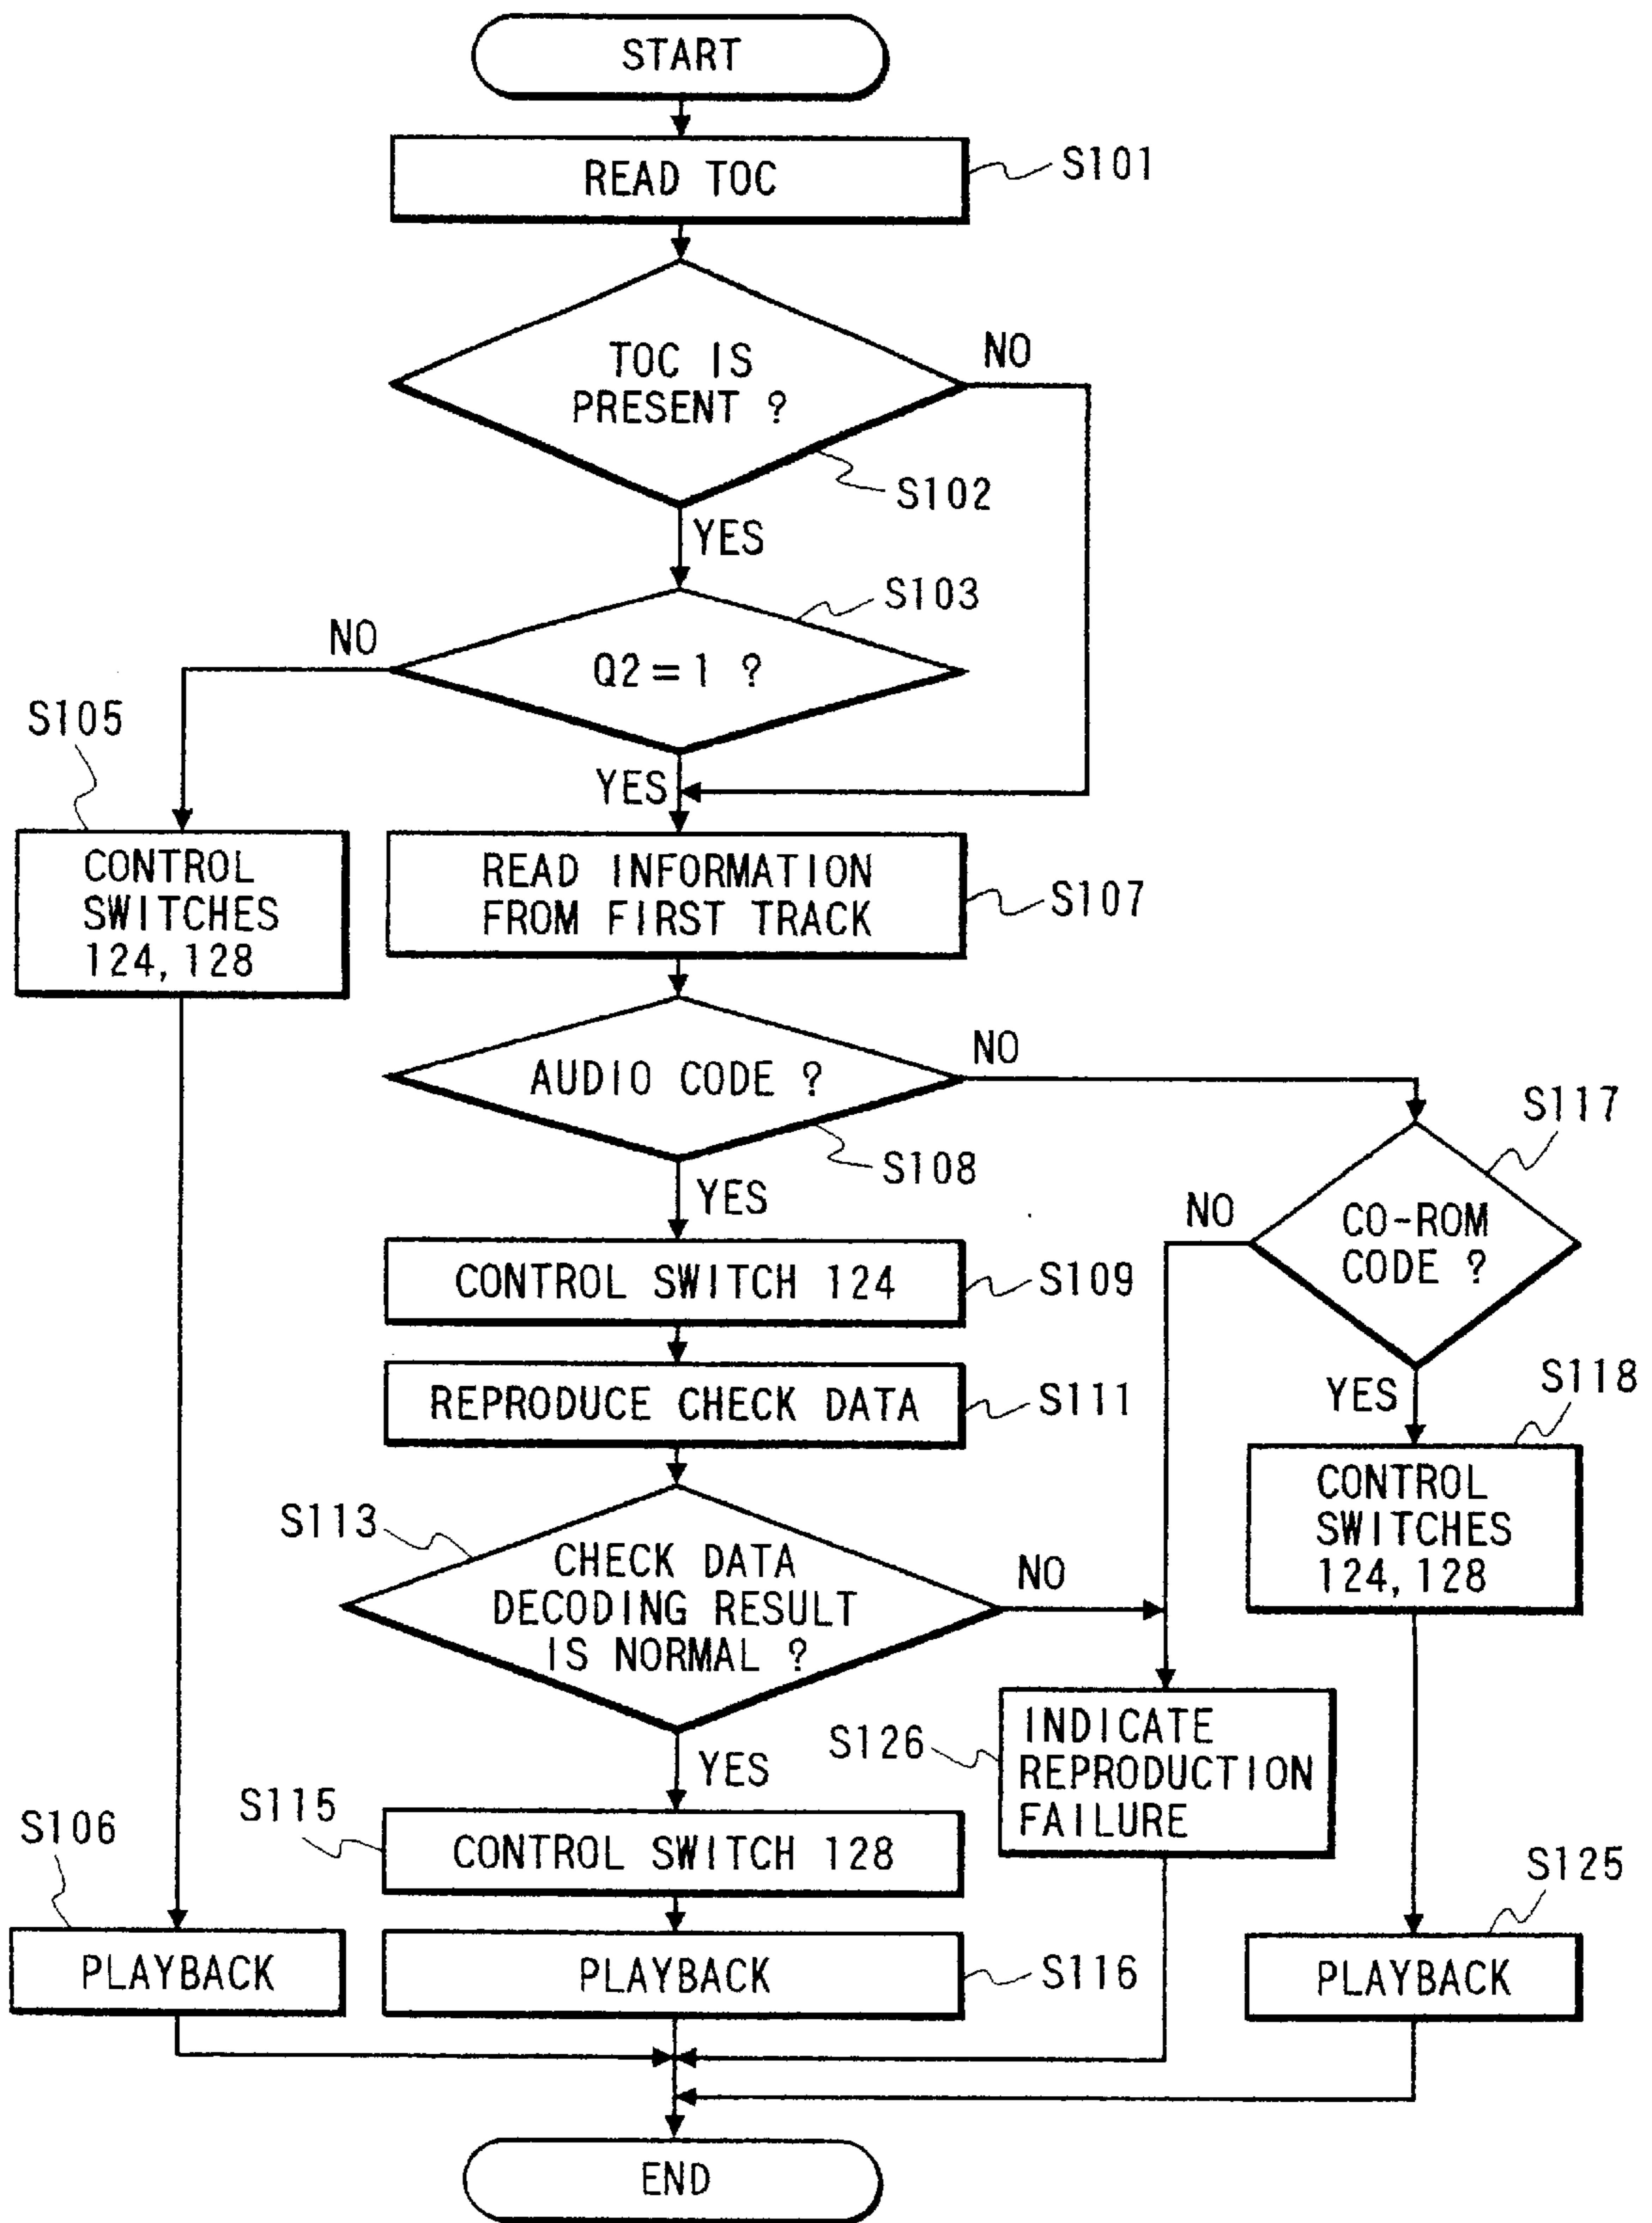 START
READ TOC
S101
TOC IS
PRESENT ?
NO
S102
YES
S103
NO
Q2=1 ?
S105
YES
CONTROL
SWITCHES
124, 128
READ INFORMATION
FROM FIRST TRACK
S107
AUDIO CODE ?
NO
S108
YES
S117
NO
CO-ROM
CODE ?
CONTROL SWITCH 124
S109
REPRODUCE CHECK DATA
S111
YES
S118
CONTROL
SWITCHES
124, 128
S113
CHECK DATA
DECODING RESULT
IS NORMAL ?
NO
YES
S126
INDICATE
REPRODUCTION
FAILURE
S115
CONTROL SWITCH 128
S106
PLAYBACK
PLAYBACK
S116
S125
PLAYBACK
END